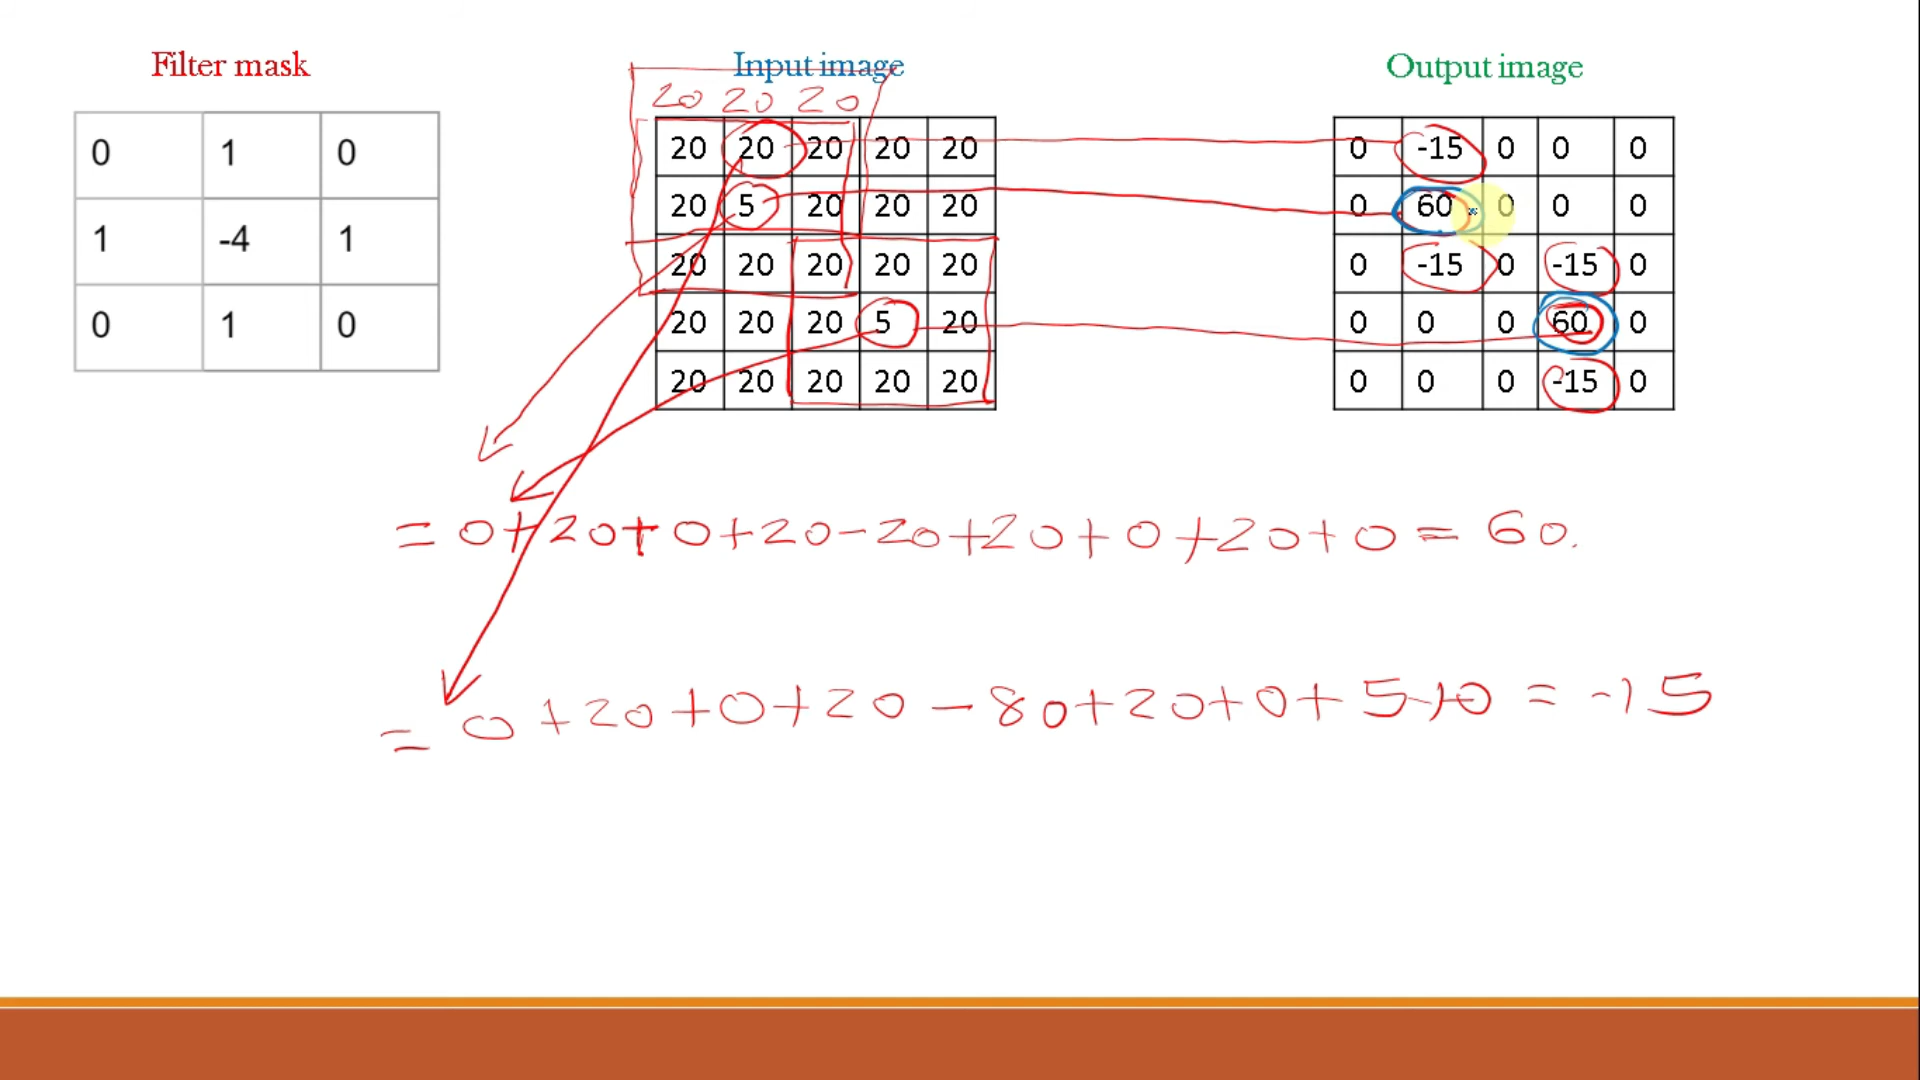 Filter mask
Input image
Output image
20 20 20
0 1 0
1 -4 1
0 1 0
20 20 20 20 20
20 5 20 20 20
20 20 20 20 20
20 20 20 5 20
20 20 20 20 20
0 -15 0 0 0
0 60 0 0 0
0 -15 0 -15 0
0 0 0 60 0
0 0 0 -15 0
= 0+20+0+20-20+20+0+20+0 = 60.
= 0+20+0+20-80+20+0+5+0 = -15